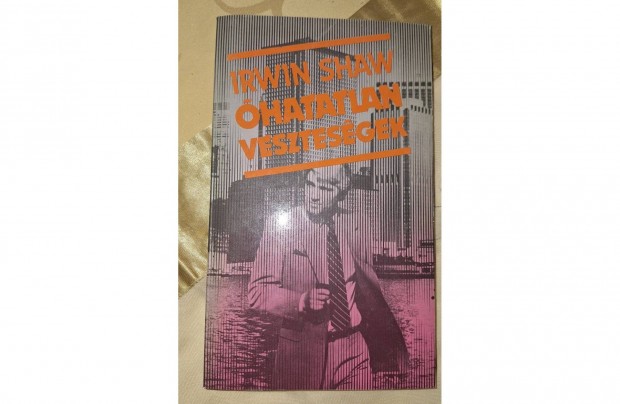 IRWIN SHAW
ÓHATATLAN
VESZTESÉGEK